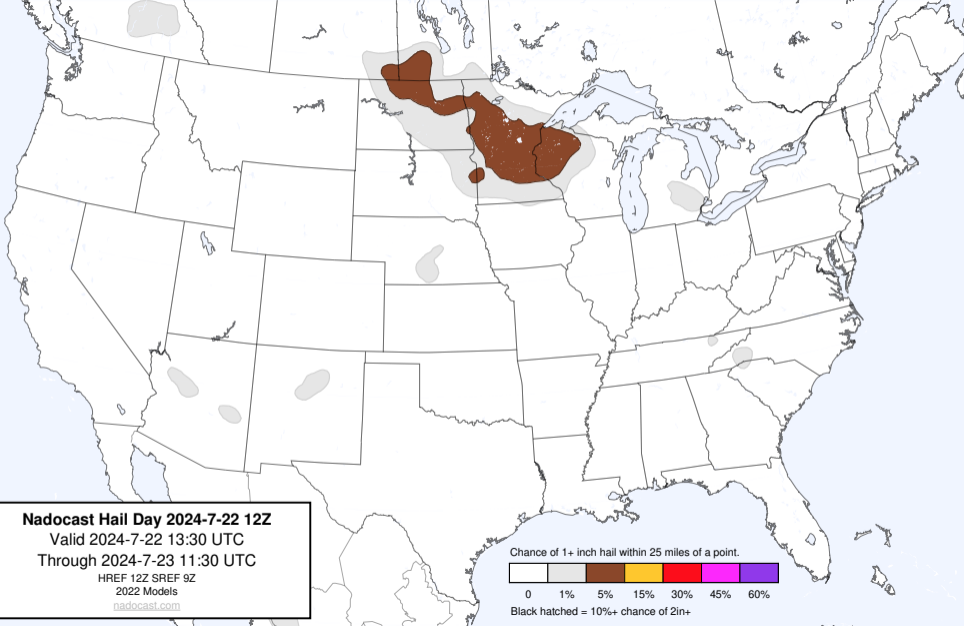 Nadocast Hail Day 2024-7-22 12Z
Valid 2024-7-22 13:30 UTC
Through 2024-7-23 11:30 UTC
HREF 12Z SREF 9Z
2022 Models
nadocast.com
Chance of 1+ inch hail within 25 miles of a point.
0 1% 5% 15% 30% 45% 60%
Black hatched = 10%+ chance of 2in+